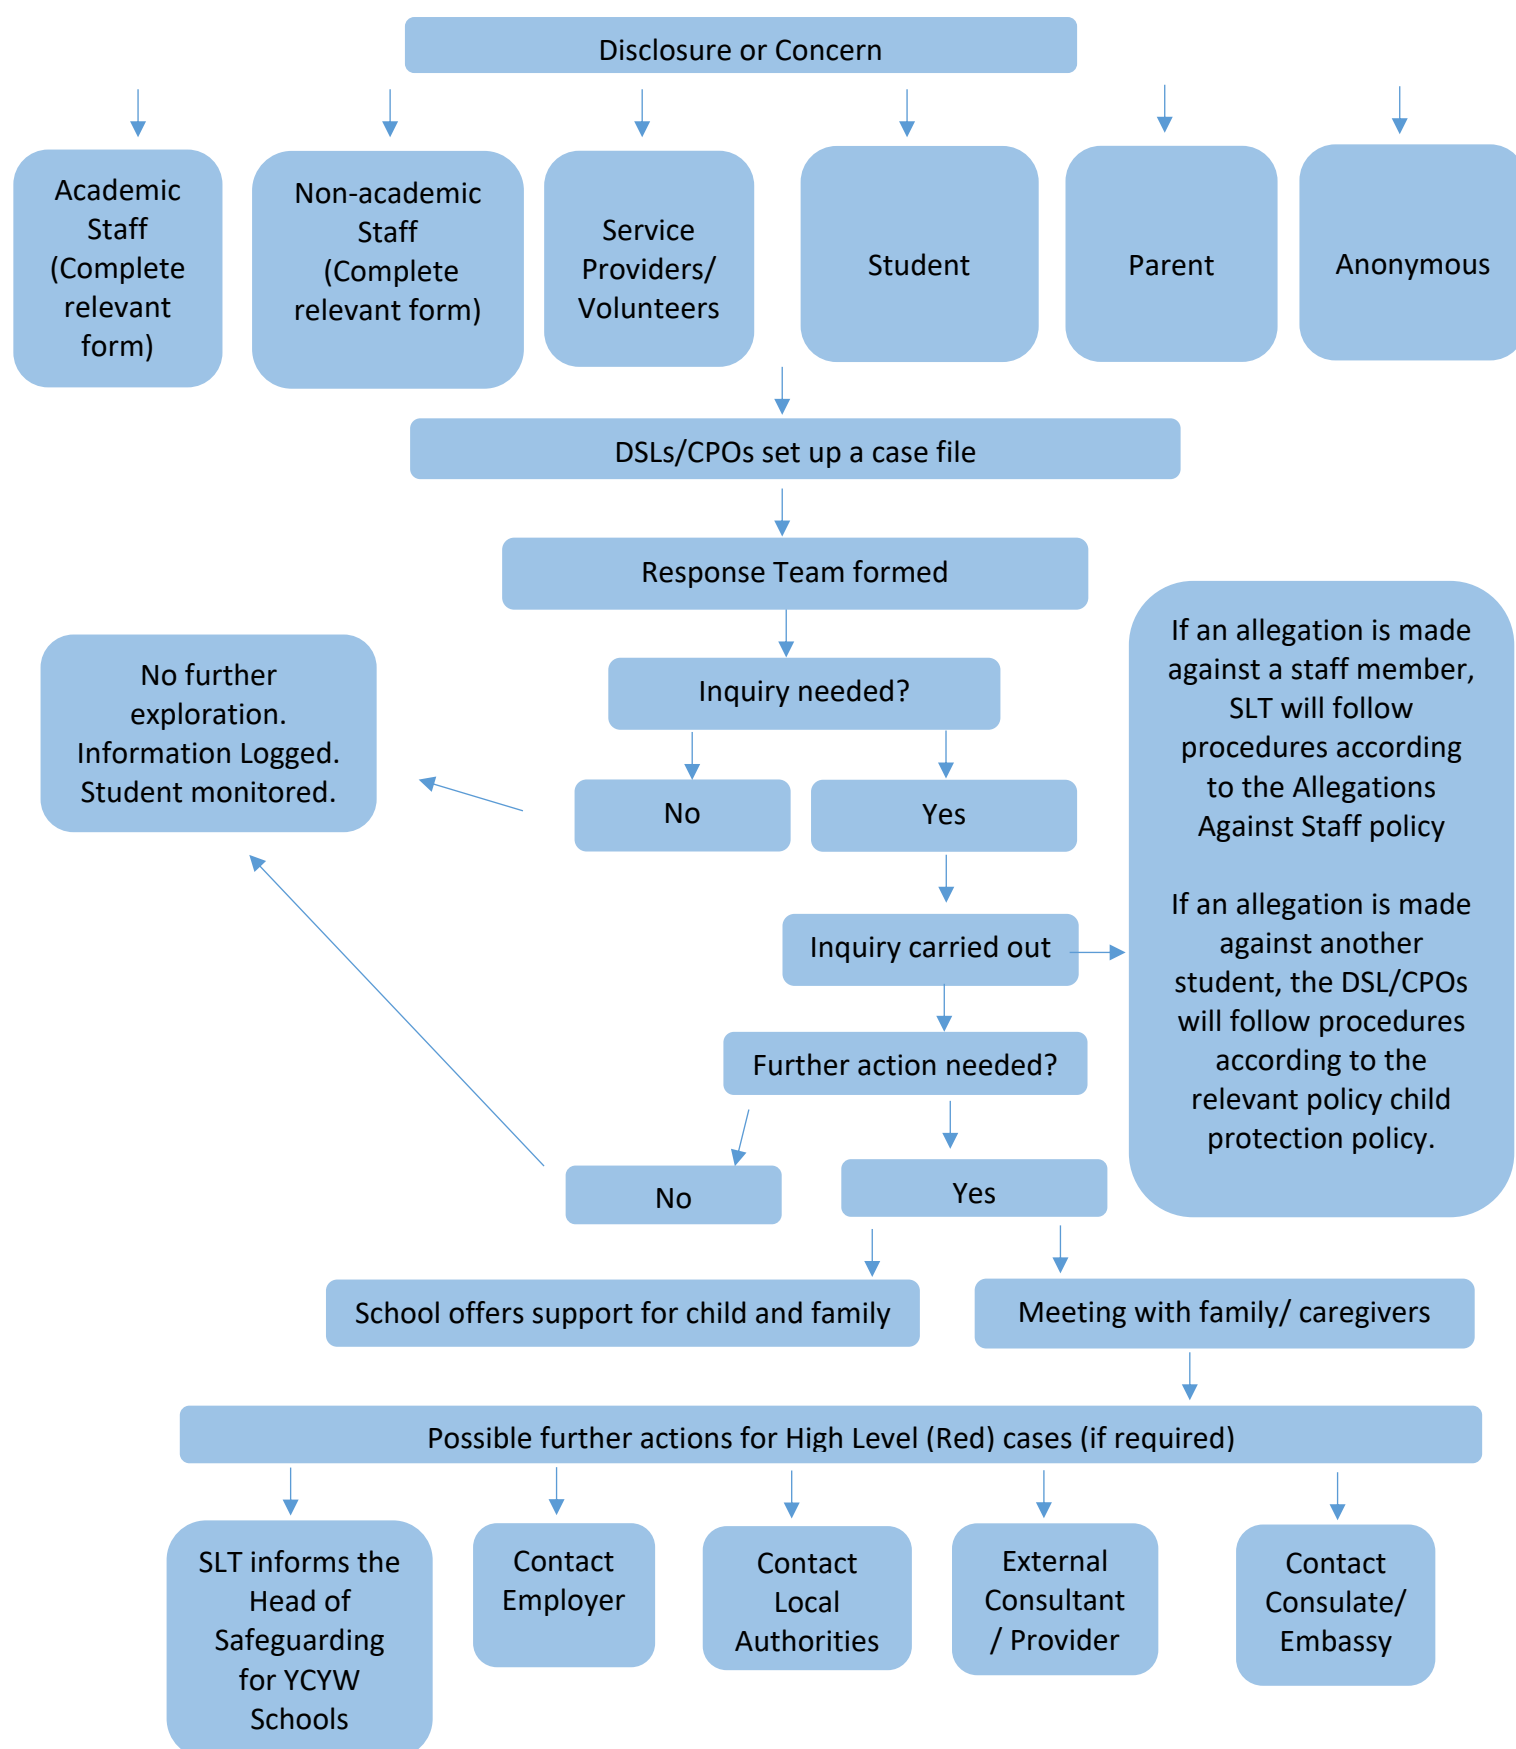 Disclosure or Concern
Academic
Staff
(Complete
relevant
form)
Non-academic
Staff
(Complete
relevant form)
Service
Providers/
Volunteers
Student
Parent
Anonymous
DSLs/CPOs set up a case file
Response Team formed
Inquiry needed?
No further
exploration.
Information Logged.
Student monitored.
No
Yes
If an allegation is made
against a staff member,
SLT will follow
procedures according
to the Allegations
Against Staff policy
If an allegation is made
against another
student, the DSL/CPOs
will follow procedures
according to the
relevant policy child
protection policy.
Inquiry carried out
Further action needed?
No
Yes
School offers support for child and family
Meeting with family/ caregivers
Possible further actions for High Level (Red) cases (if required)
SLT informs the
Head of
Safeguarding
for YCYW
Schools
Contact
Employer
Contact
Local
Authorities
External
Consultant
/ Provider
Contact
Consulate/
Embassy